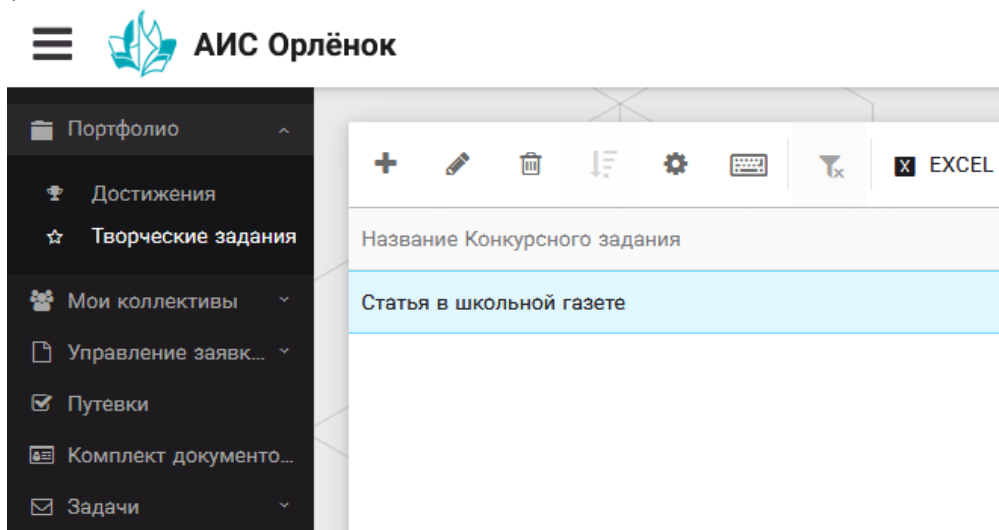 АИС Орлёнок
Портфолио
Достижения
Творческие задания
Мои коллективы
Управление заявк...
Путевки
Комплект документо...
Задачи
X EXCEL
Название Конкурсного задания
Статья в школьной газете